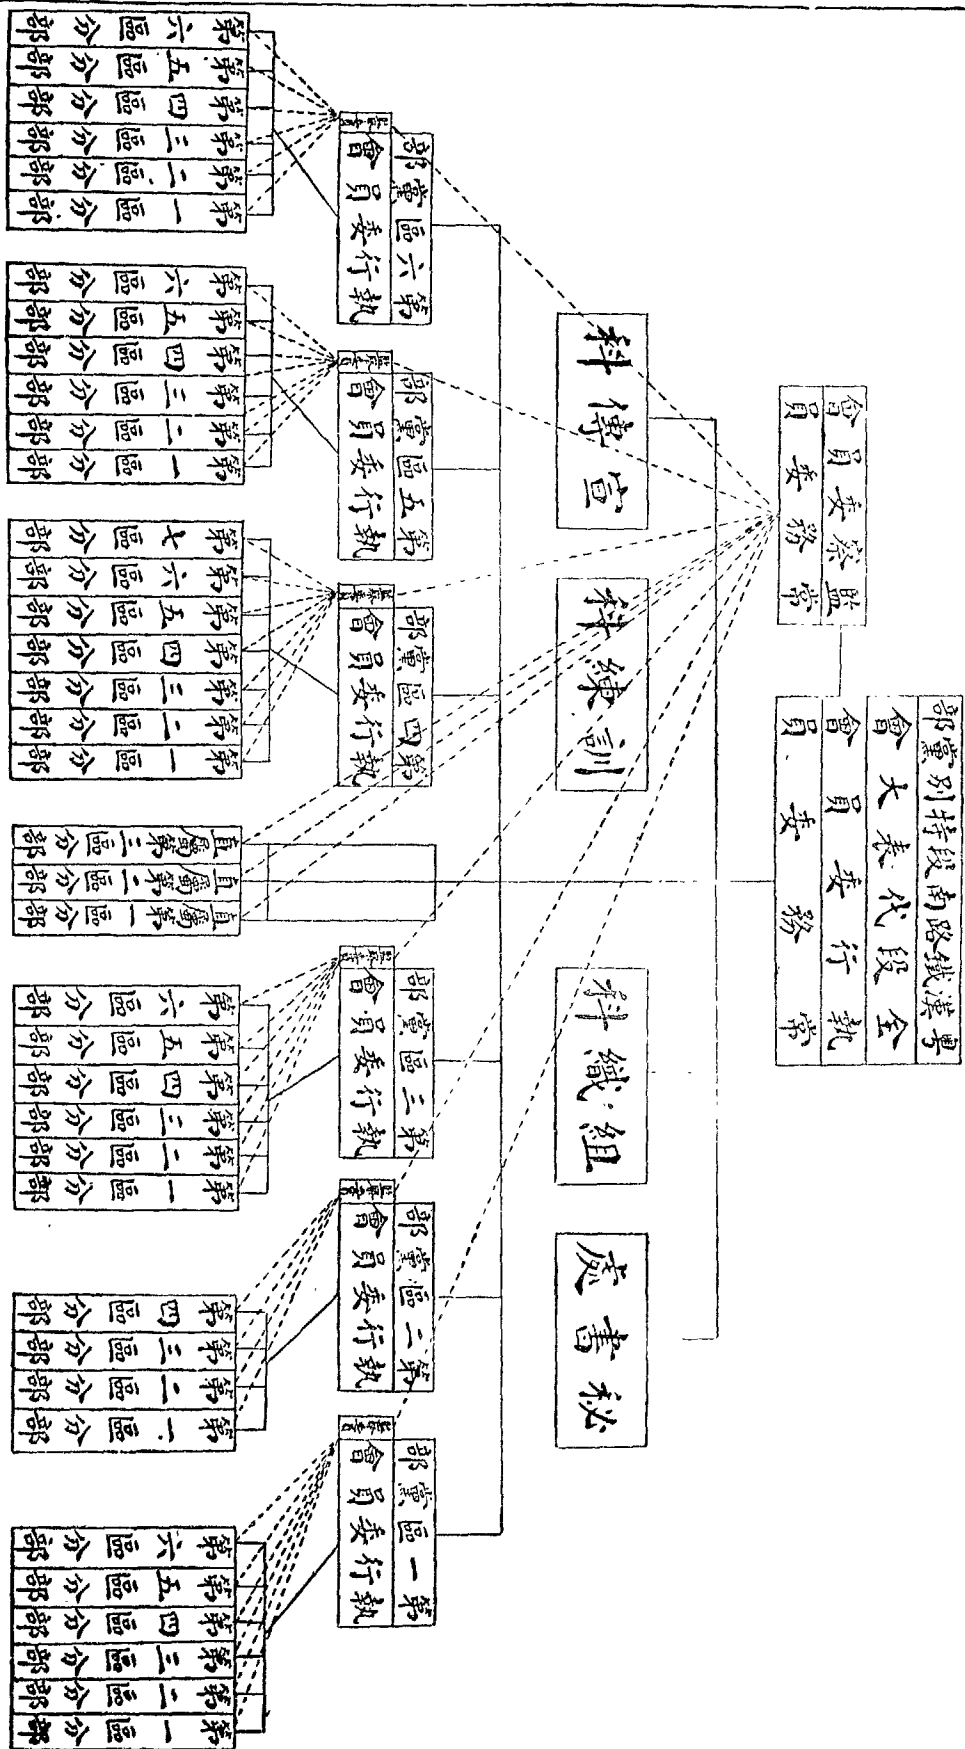 粵漢鐵路南段特別黨部
全段代表大會
執行委員會
常務委員
監察委員會
常務委員
秘書處
組織科
訓練科
宣傳科
第一區黨部
執行委員會
第二區黨部
執行委員會
第三區黨部
執行委員會
第四區黨部
執行委員會
第五區黨部
執行委員會
第六區黨部
執行委員會
第一區分部
第二區分部
第三區分部
第四區分部
第五區分部
第六區分部
第一區分部
第二區分部
第三區分部
第四區分部
第一區分部
第二區分部
第三區分部
第四區分部
第五區分部
第六區分部
直屬第一區分部
直屬第二區分部
直屬第三區分部
第一區分部
第二區分部
第三區分部
第四區分部
第五區分部
第六區分部
第七區分部
第一區分部
第二區分部
第三區分部
第四區分部
第五區分部
第六區分部
第一區分部
第二區分部
第三區分部
第四區分部
第五區分部
第六區分部